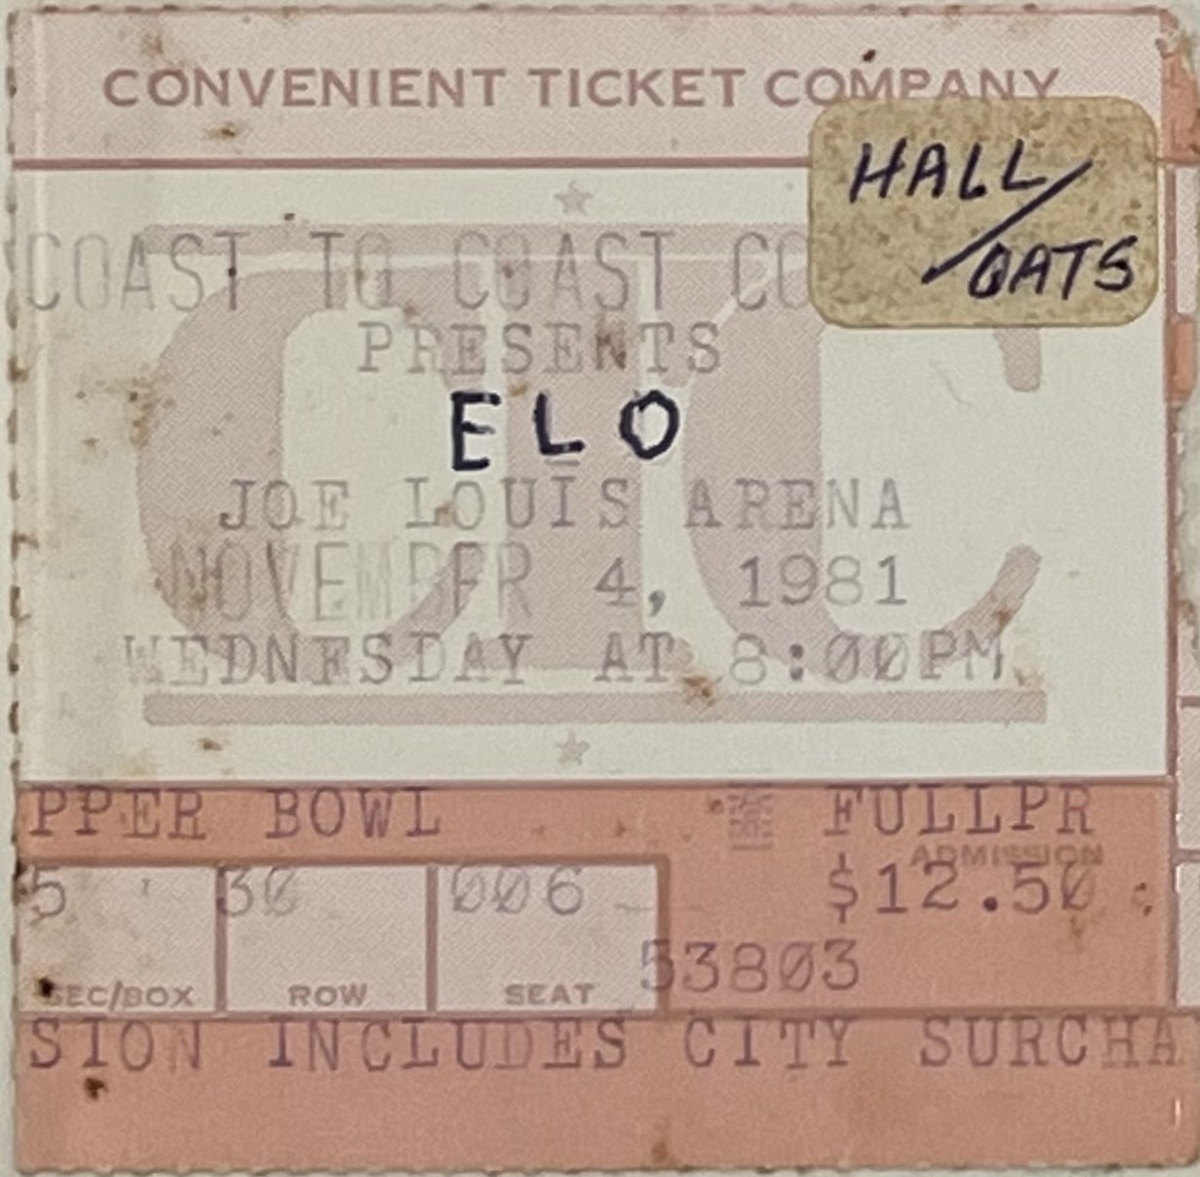 CONVENIENT TICKET COMPANY
HALL/
OATS
COAST TO COAST CO
PRESENTS
ELO
JOE LOUIS ARENA
NOVEMBER 4, 1981
WEDNESDAY AT 8:00PM
PPER BOWL FULLPR
ADMISSION
5 30 006 $12.50
53803
SEC/BOX ROW SEAT
SION INCLUDES CITY SURCHA